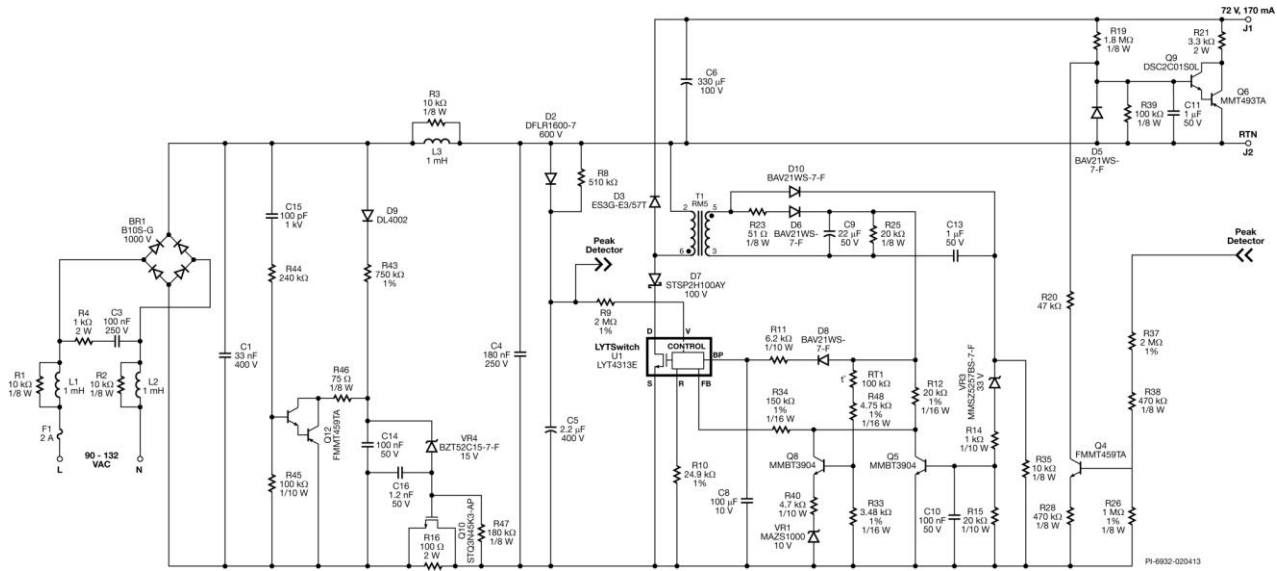 72 V, 170 mA
J1
R19
1.8 MΩ
1/8 W
R21
3.3 kΩ
2 W
Q9
DSC2C01S0L
Q6
MMT493TA
C6
330 µF
100 V
R39
100 kΩ
1/8 W
C11
1 µF
50 V
RTN
J2
D5
BAV21WS-
7-F
R3
10 kΩ
1/8 W
L3
1 mH
D2
DFLR1600-7
600 V
R8
510 kΩ
D3
ES3G-E3/57T
T1
RM5
2
5
6
3
D10
BAV21WS-7-F
R23
51 Ω
1/8 W
D6
BAV21WS-
7-F
C9
22 µF
50 V
R25
20 kΩ
1/8 W
C13
1 µF
50 V
C15
100 pF
1 kV
D9
DL4002
BR1
B10S-G
1000 V
R44
240 kΩ
R43
750 kΩ
1%
Peak
Detector
Peak
Detector
D7
STSP2H100AY
100 V
R20
47 kΩ
R4
1 kΩ
2 W
C3
100 nF
250 V
C1
33 nF
400 V
C4
180 nF
250 V
R9
2 MΩ
1%
D
V
LYTSwitch
U1
LYT4313E
CONTROL
BP
S
R
FB
R11
6.2 kΩ
1/10 W
D8
BAV21WS-
7-F
R37
2 MΩ
1%
R1
10 kΩ
1/8 W
L1
1 mH
R2
10 kΩ
1/8 W
L2
1 mH
R46
75 Ω
1/8 W
RT1
100 kΩ
t°
R12
20 kΩ
1%
1/16 W
VR3
MMSZ5257BS-7-F
33 V
R34
150 kΩ
1%
1/16 W
R48
4.75 kΩ
1%
1/16 W
R38
470 kΩ
1/8 W
F1
2 A
90 - 132
VAC
L
N
Q12
FMMT459TA
C14
100 nF
50 V
VR4
BZT52C15-7-F
15 V
C5
2.2 µF
400 V
R14
1 kΩ
1/10 W
Q8
MMBT3904
Q5
MMBT3904
R35
10 kΩ
1/8 W
Q4
FMMT459TA
R45
100 kΩ
1/10 W
C16
1.2 nF
50 V
R10
24.9 kΩ
1%
C8
100 µF
10 V
R40
4.7 kΩ
1/10 W
VR1
MAZS1000
10 V
R33
3.48 kΩ
1%
1/16 W
C10
100 nF
50 V
R15
20 kΩ
1/10 W
R28
470 kΩ
1/8 W
R26
1 MΩ
1%
1/8 W
Q10
STQ3N45K3-AP
R47
180 kΩ
1/8 W
R16
100 Ω
2 W
PI-6932-020413